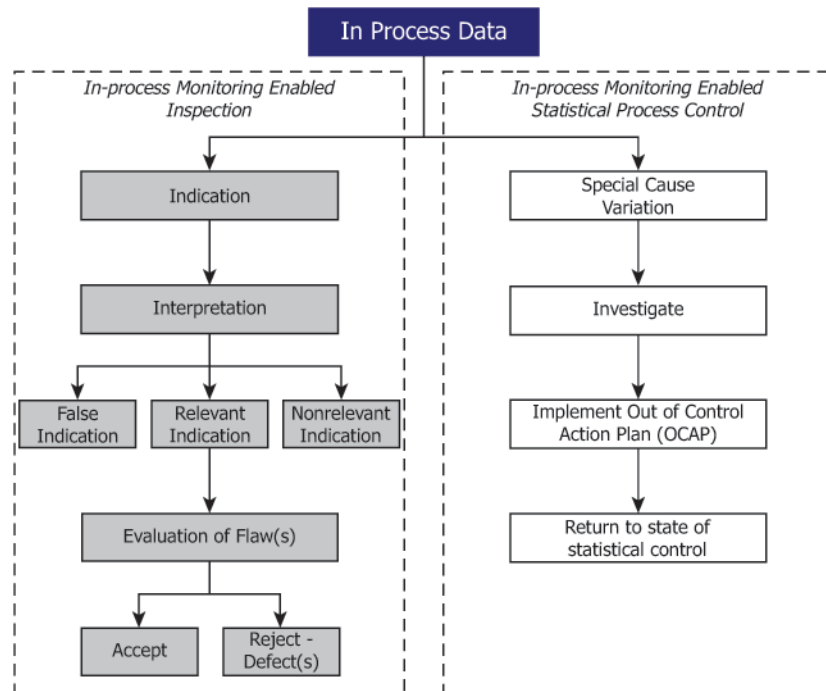 In Process Data
In-process Monitoring Enabled
Inspection
Indication
Interpretation
False
Indication
Relevant
Indication
Nonrelevant
Indication
Evaluation of Flaw(s)
Accept
Reject -
Defect(s)
In-process Monitoring Enabled
Statistical Process Control
Special Cause
Variation
Investigate
Implement Out of Control
Action Plan (OCAP)
Return to state of
statistical control